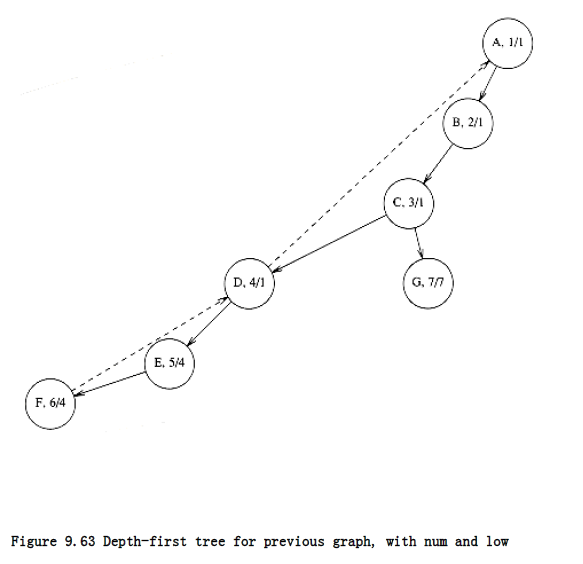 A, 1/1
B, 2/1
C, 3/1
D, 4/1
G, 7/7
E, 5/4
F, 6/4
Figure 9.63 Depth-first tree for previous graph, with num and low